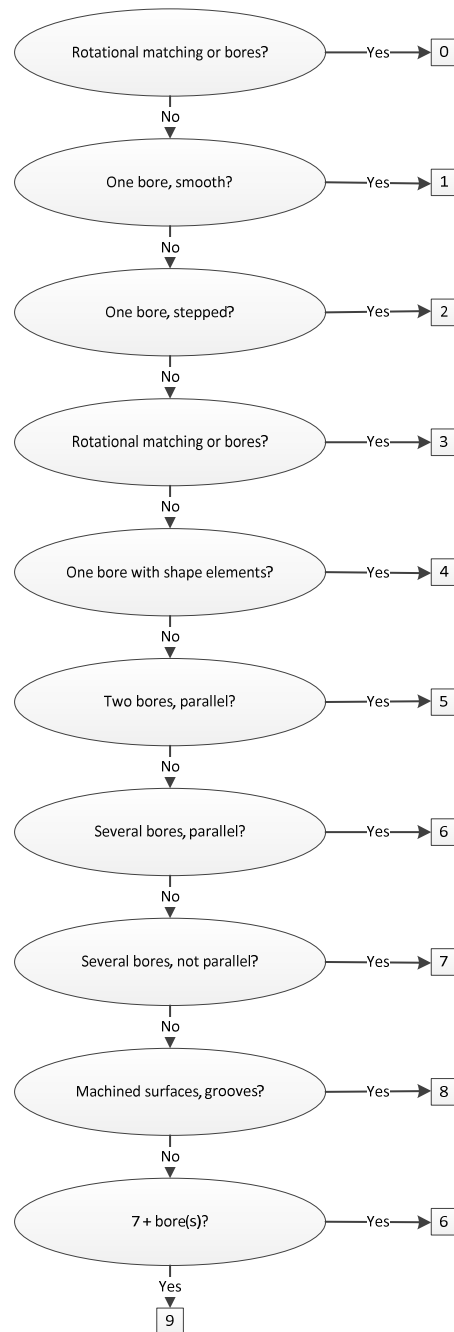 Rotational matching or bores?
Yes
0
No
One bore, smooth?
Yes
1
No
One bore, stepped?
Yes
2
No
Rotational matching or bores?
Yes
3
No
One bore with shape elements?
Yes
4
No
Two bores, parallel?
Yes
5
No
Several bores, parallel?
Yes
6
No
Several bores, not parallel?
Yes
7
No
Machined surfaces, grooves?
Yes
8
No
7 + bore(s)?
Yes
6
Yes
9